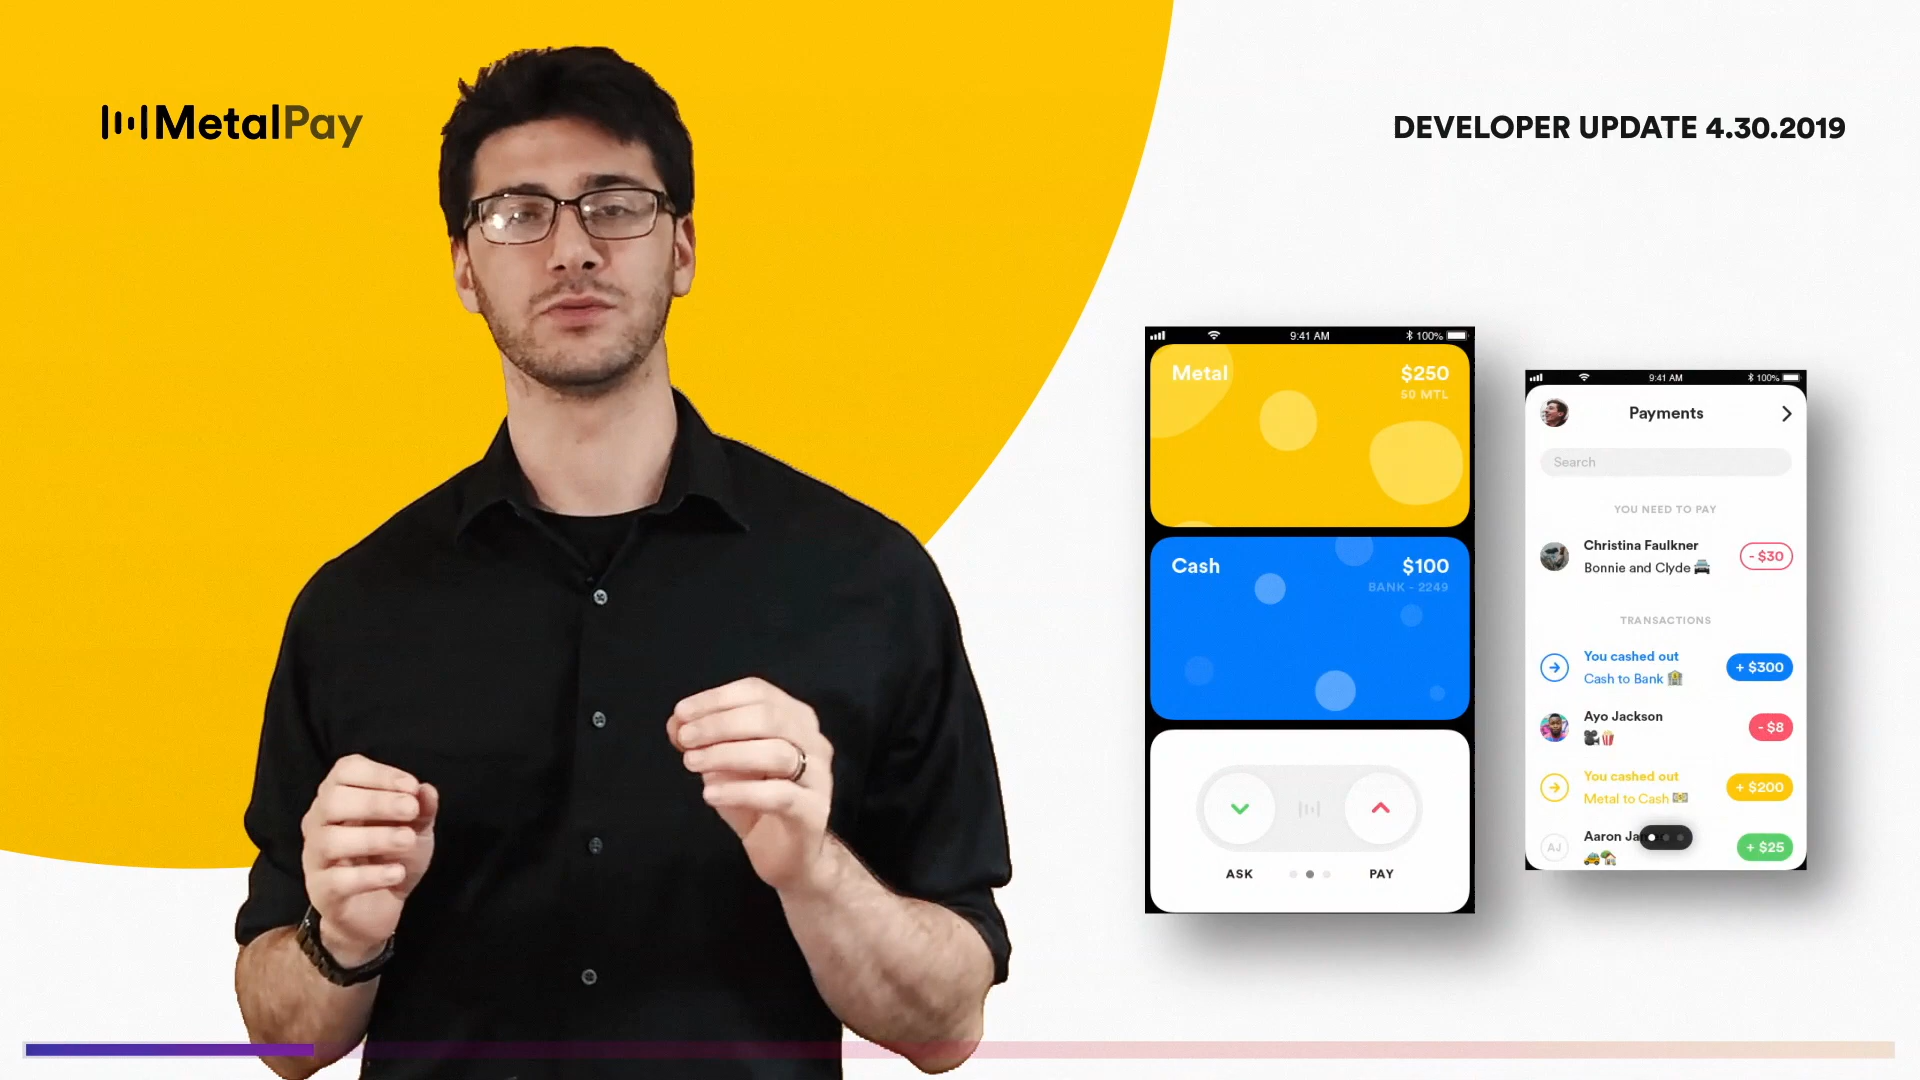 MetalPay
DEVELOPER UPDATE 4.30.2019
9:41 AM
100%
Metal
$250
50 MTL
Cash
$100
BANK - 2249
ASK
PAY
9:41 AM
100%
Payments
Search
YOU NEED TO PAY
Christina Faulkner
- $30
Bonnie and Clyde
TRANSACTIONS
You cashed out
+ $300
Cash to Bank
Ayo Jackson
- $8
You cashed out
+ $200
Metal to Cash
Aaron
AJ
+ $25